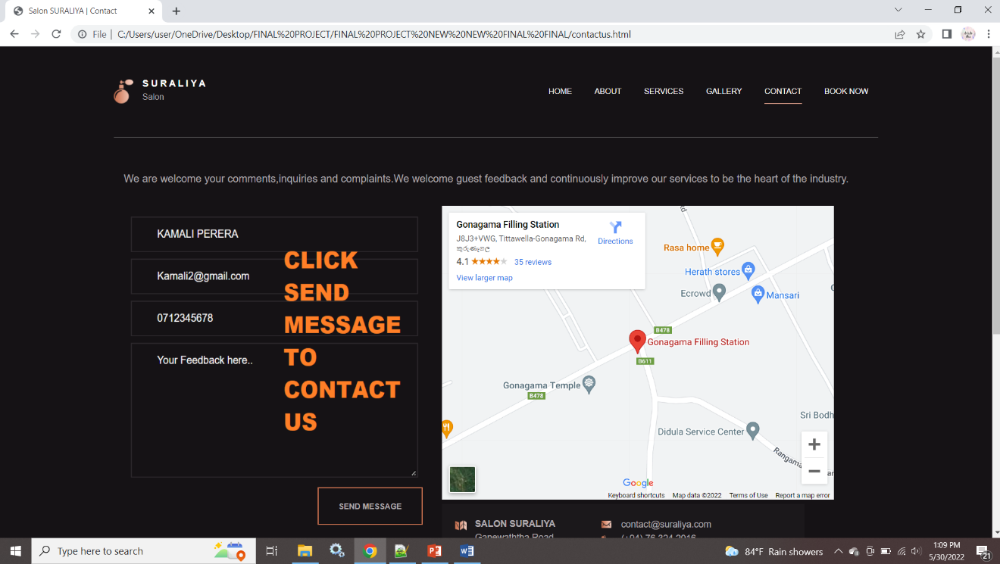 Salon SURALIYA | Contact
File | C:/Users/user/OneDrive/Desktop/FINAL%20PROJECT/FINAL%20PROJECT%20NEW%20NEW%20FINAL%20FINAL/contactus.html
SURALIYA
Salon
HOME ABOUT SERVICES GALLERY CONTACT BOOK NOW
We are welcome your comments,inquiries and complaints.We welcome guest feedback and continuously improve our services to be the heart of the industry.
KAMALI PERERA
Kamali2@gmail.com
0712345678
Your Feedback here..
CLICK
SEND
MESSAGE
TO
CONTACT
US
SEND MESSAGE
Gonagama Filling Station
J8J3+VWG, Tittawella-Gonagama Rd,
කුරුණෑගල
4.1 35 reviews
View larger map
Directions
Rasa home
Herath stores
Ecrowd
Mansari
B478
Gonagama Filling Station
B611
Gonagama Temple
B478
Sri Bodh
Didula Service Center
Rangama
Google
Keyboard shortcuts Map data ©2022 Terms of Use Report a map error
SALON SURALIYA
Ganewaththa Road
contact@suraliya.com
(+94) 76 324 2016
Type here to search
84°F Rain showers
1:09 PM
5/30/2022
21